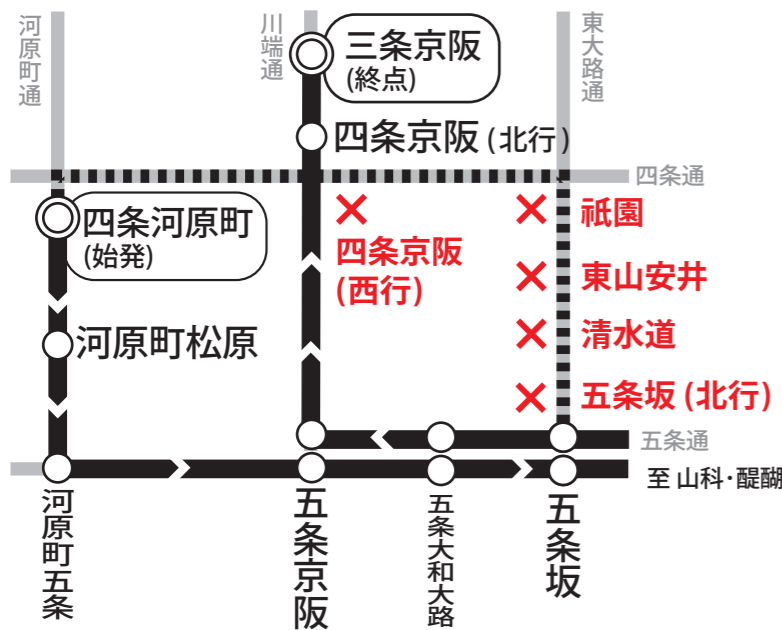 河原町通
川端通
東大路通
三条京阪
(終点)
四条京阪 (北行)
四条通
四条河原町
(始発)
四条京阪
(西行)
祇園
東山安井
清水道
五条坂 (北行)
河原町松原
五条通
至 山科・醍醐
河原町五条
五条京阪
五条大和大路
五条坂